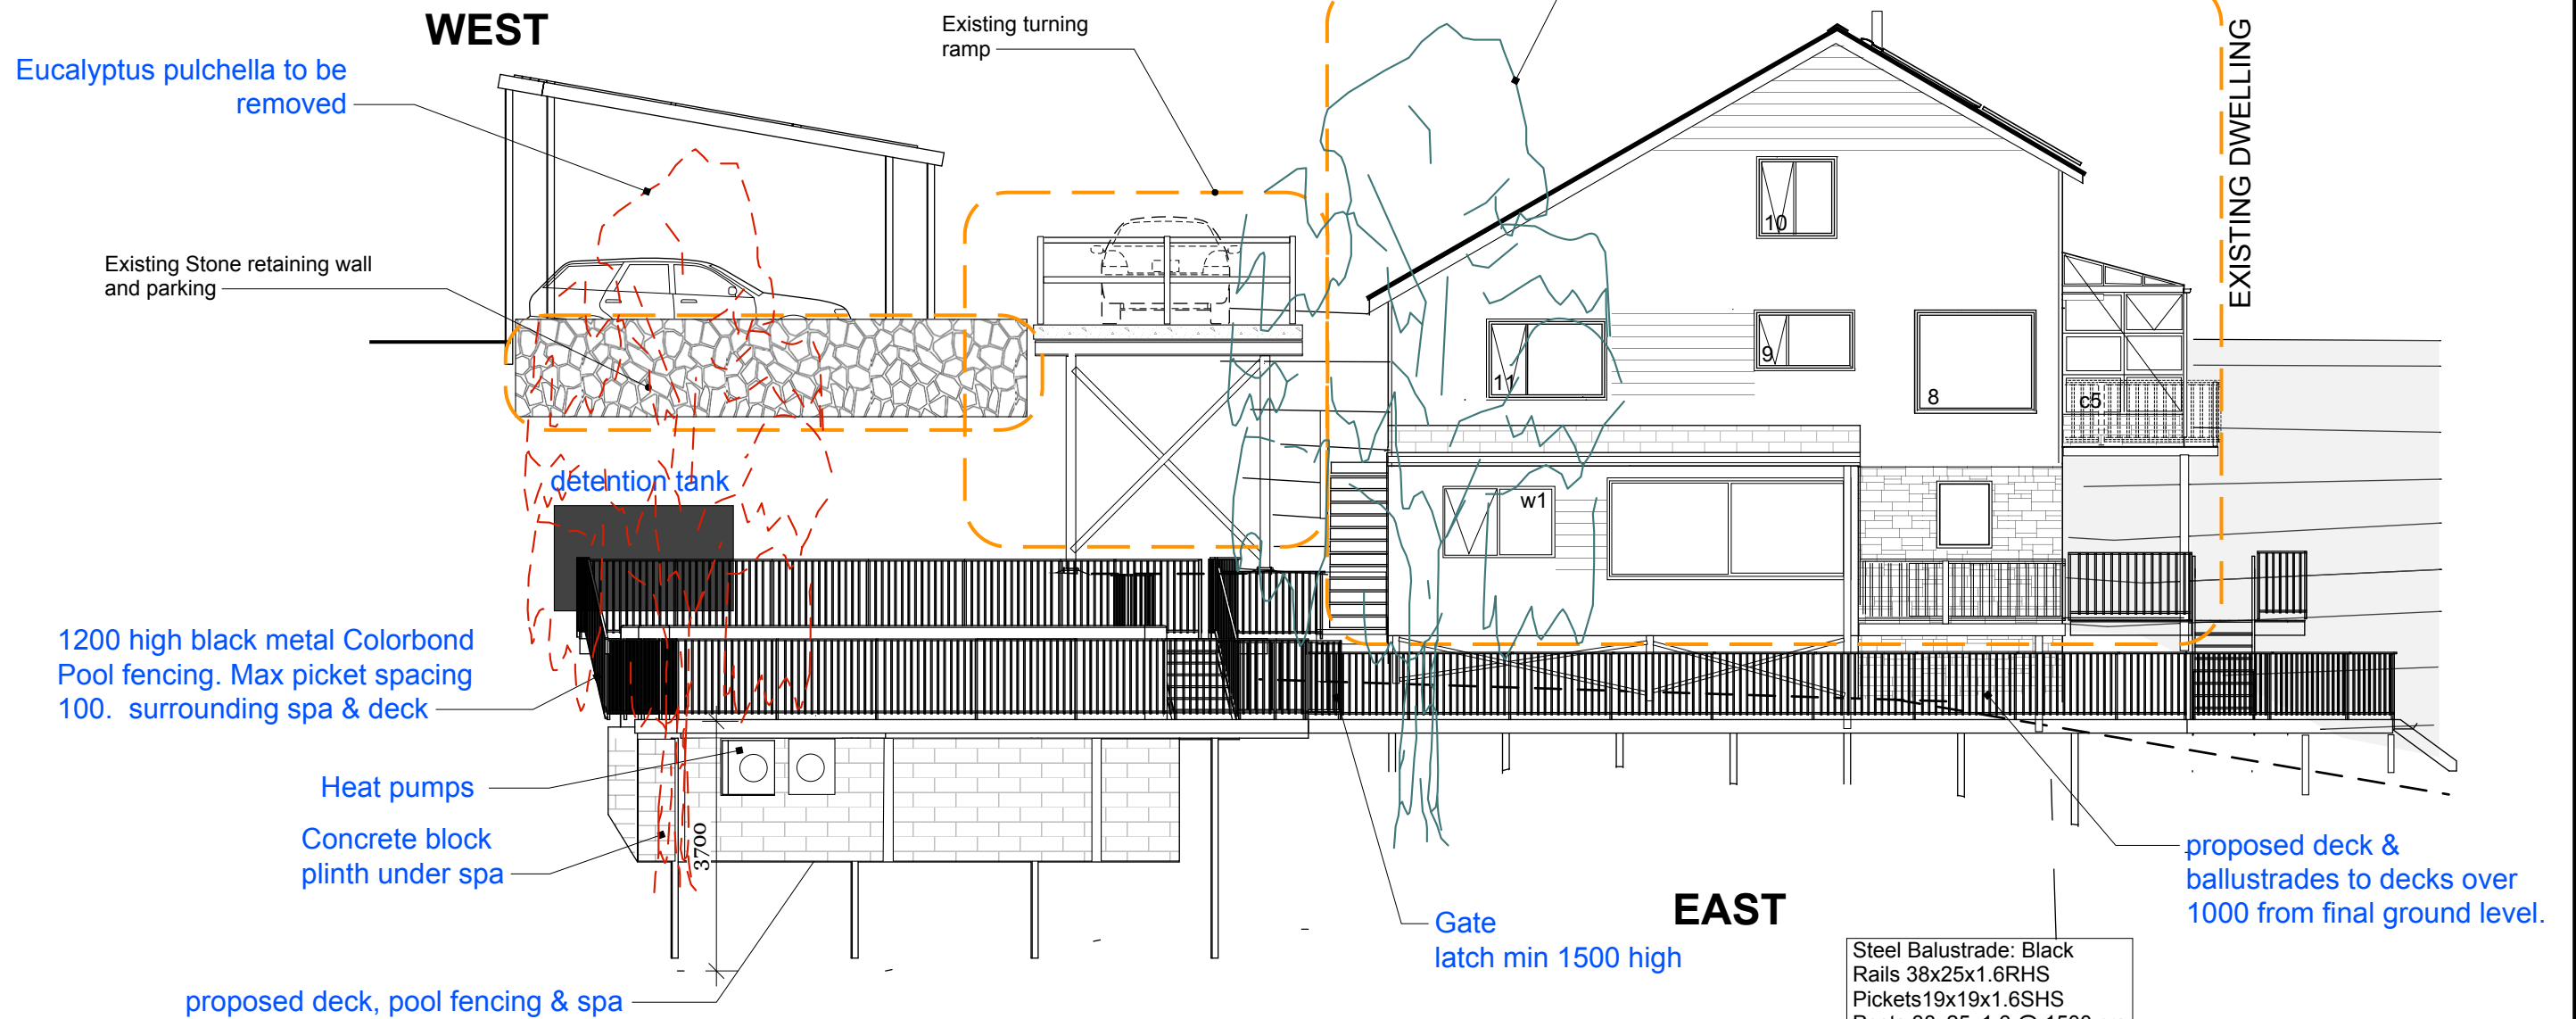 WEST
Eucalyptus pulchella to be
removed
Existing turning
ramp
EXISTING DWELLING
Existing Stone retaining wall
and parking
10
11
9
8
c5
detention tank
w1
1200 high black metal Colorbond
Pool fencing. Max picket spacing
100. surrounding spa & deck
Heat pumps
Concrete block
plinth under spa
3700
proposed deck, pool fencing & spa
Gate
latch min 1500 high
EAST
proposed deck &
ballustrades to decks over
1000 from final ground level.
Steel Balustrade: Black
Rails 38x25x1.6RHS
Pickets19x19x1.6SHS